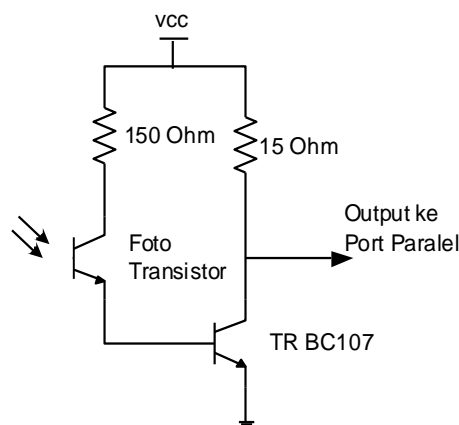 vcc
150 Ohm
15 Ohm
Output ke
Port Paralel
Foto
Transistor
TR BC107